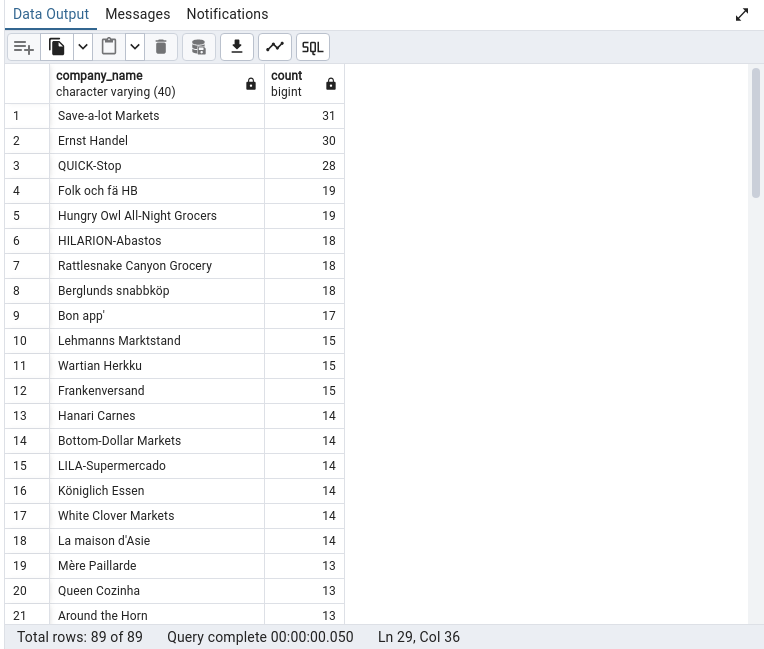 Data Output Messages Notifications
SQL
company_name count
character varying (40) bigint
1 Save-a-lot Markets 31
2 Ernst Handel 30
3 QUICK-Stop 28
4 Folk och fä HB 19
5 Hungry Owl All-Night Grocers 19
6 HILARION-Abastos 18
7 Rattlesnake Canyon Grocery 18
8 Berglunds snabbköp 18
9 Bon app' 17
10 Lehmanns Marktstand 15
11 Wartian Herkku 15
12 Frankenversand 15
13 Hanari Carnes 14
14 Bottom-Dollar Markets 14
15 LILA-Supermercado 14
16 Königlich Essen 14
17 White Clover Markets 14
18 La maison d'Asie 14
19 Mère Paillarde 13
20 Queen Cozinha 13
21 Around the Horn 13
Total rows: 89 of 89 Query complete 00:00:00.050 Ln 29, Col 36